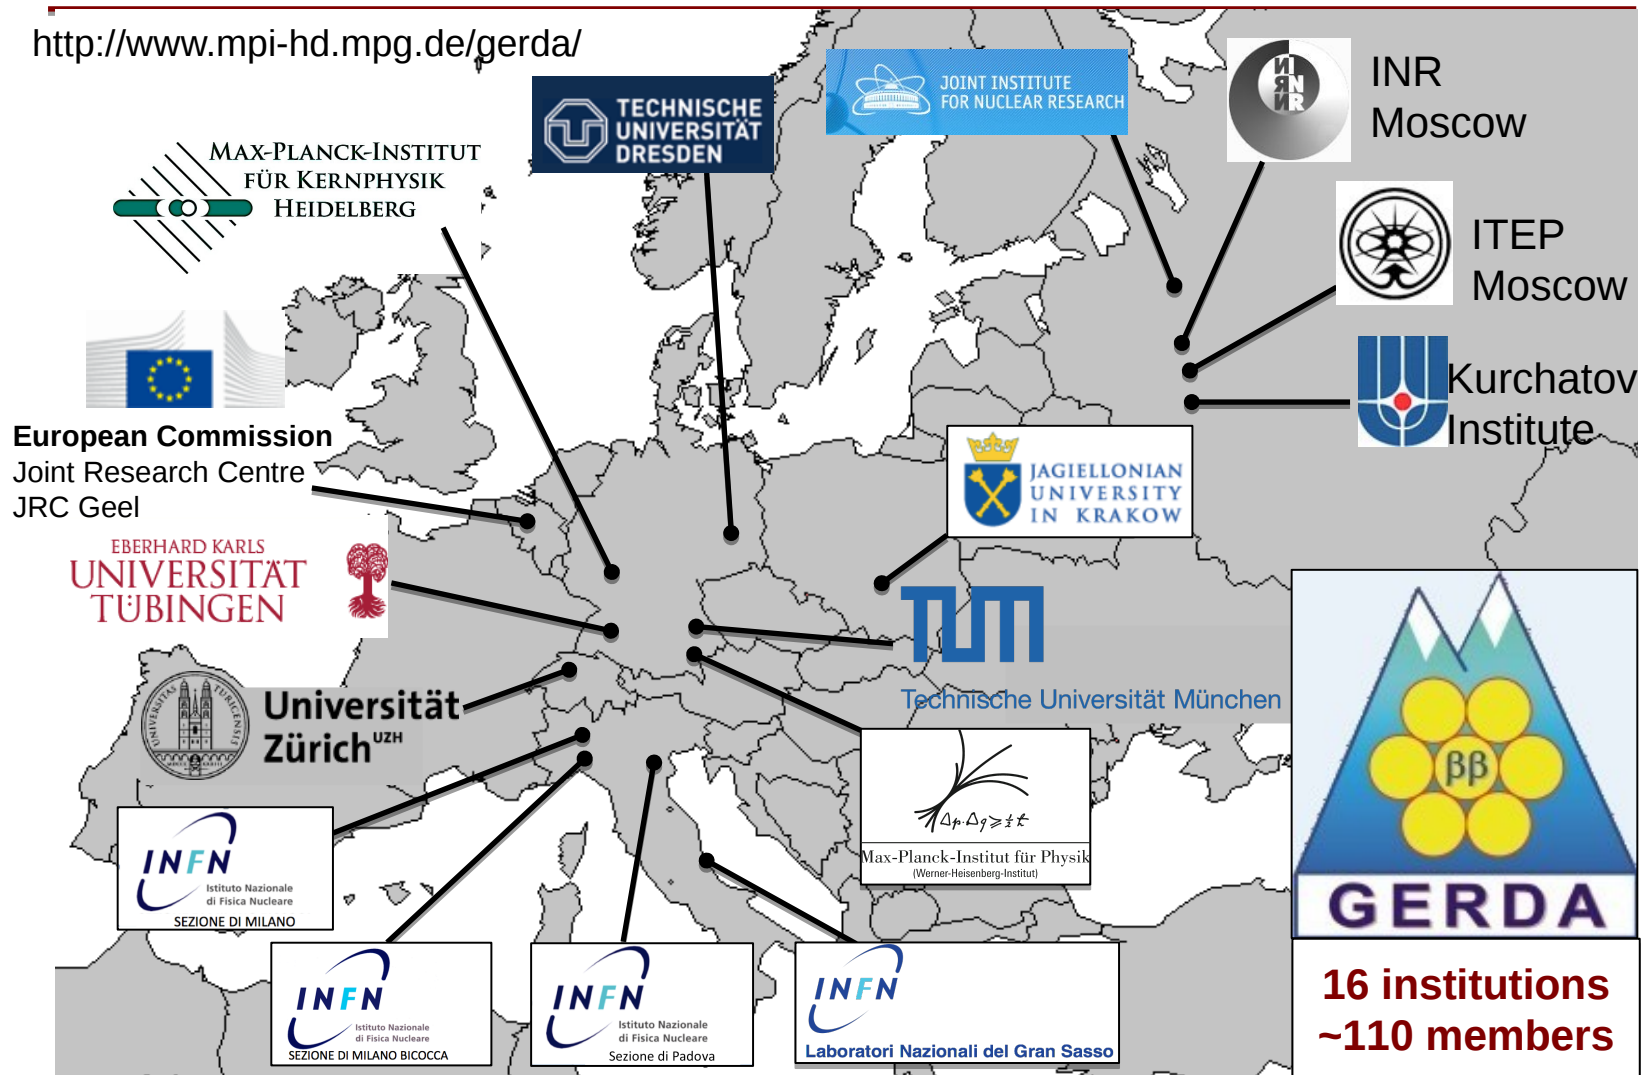 http://www.mpi-hd.mpg.de/gerda/
TECHNISCHE
UNIVERSITÄT
DRESDEN
JOINT INSTITUTE
FOR NUCLEAR RESEARCH
INR
Moscow
MAX-PLANCK-INSTITUT
FÜR KERNPHYSIK
HEIDELBERG
ITEP
Moscow
Kurchatov
Institute
European Commission
Joint Research Centre
JRC Geel
JAGIELLONIAN
UNIVERSITY
IN KRAKOW
EBERHARD KARLS
UNIVERSITÄT
TÜBINGEN
TUM
Technische Universität München
Universität
Zürich UZH
Δp·Δq≥½ℏ
Max-Planck-Institut für Physik
(Werner-Heisenberg-Institut)
ββ
GERDA
INFN
Istituto Nazionale
di Fisica Nucleare
SEZIONE DI MILANO
INFN
Istituto Nazionale
di Fisica Nucleare
SEZIONE DI MILANO BICOCCA
INFN
Istituto Nazionale
di Fisica Nucleare
Sezione di Padova
INFN
Laboratori Nazionali del Gran Sasso
16 institutions
~110 members